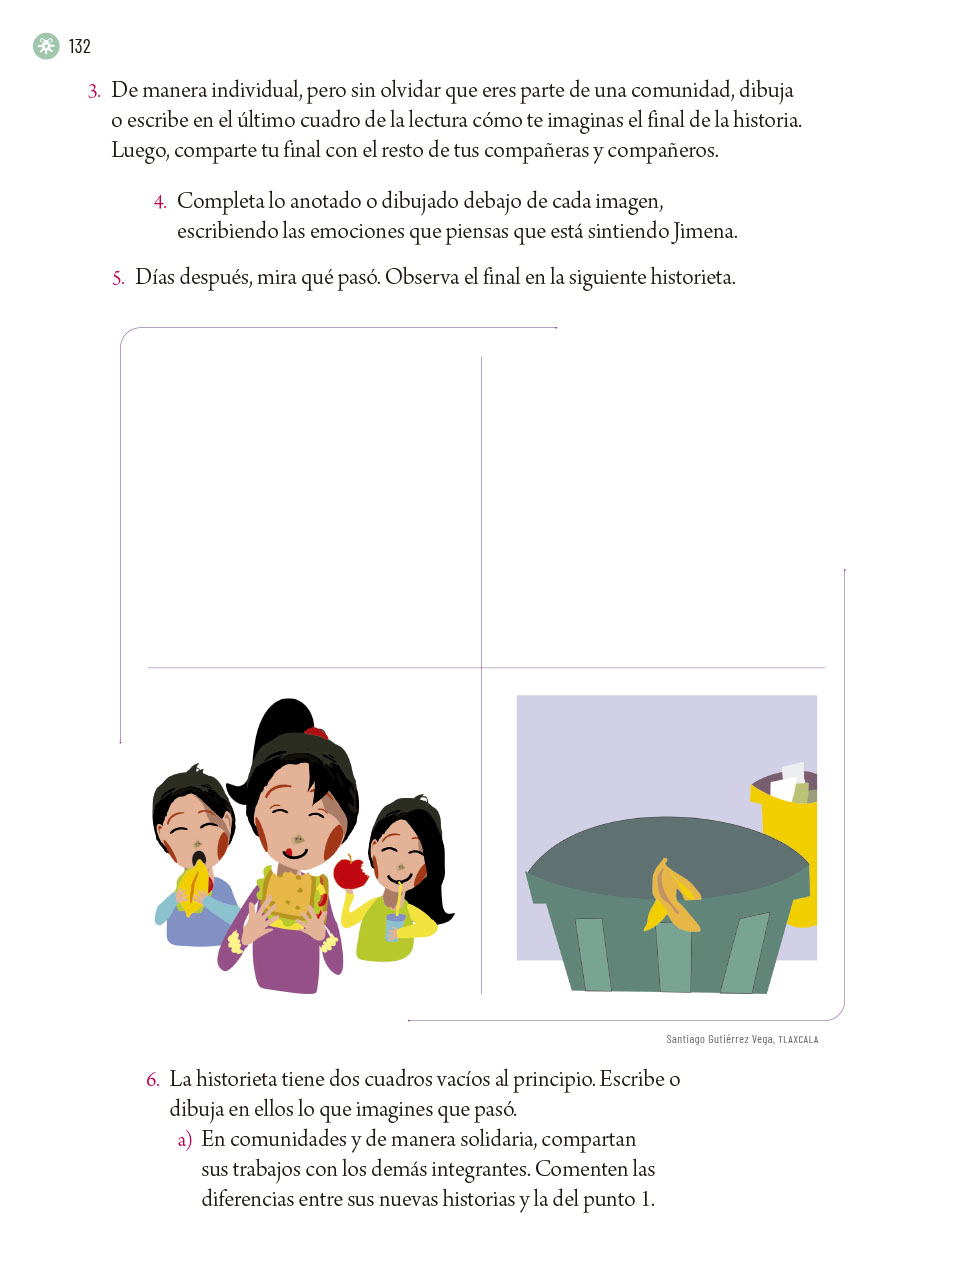 132
3. De manera individual, pero sin olvidar que eres parte de una comunidad, dibuja
o escribe en el último cuadro de la lectura cómo te imaginas el final de la historia.
Luego, comparte tu final con el resto de tus compañeras y compañeros.
4. Completa lo anotado o dibujado debajo de cada imagen,
escribiendo las emociones que piensas que está sintiendo Jimena.
5. Días después, mira qué pasó. Observa el final en la siguiente historieta.
Santiago Gutiérrez Vega, TLAXCALA
6. La historieta tiene dos cuadros vacíos al principio. Escribe o
dibuja en ellos lo que imagines que pasó.
a) En comunidades y de manera solidaria, compartan
sus trabajos con los demás integrantes. Comenten las
diferencias entre sus nuevas historias y la del punto 1.